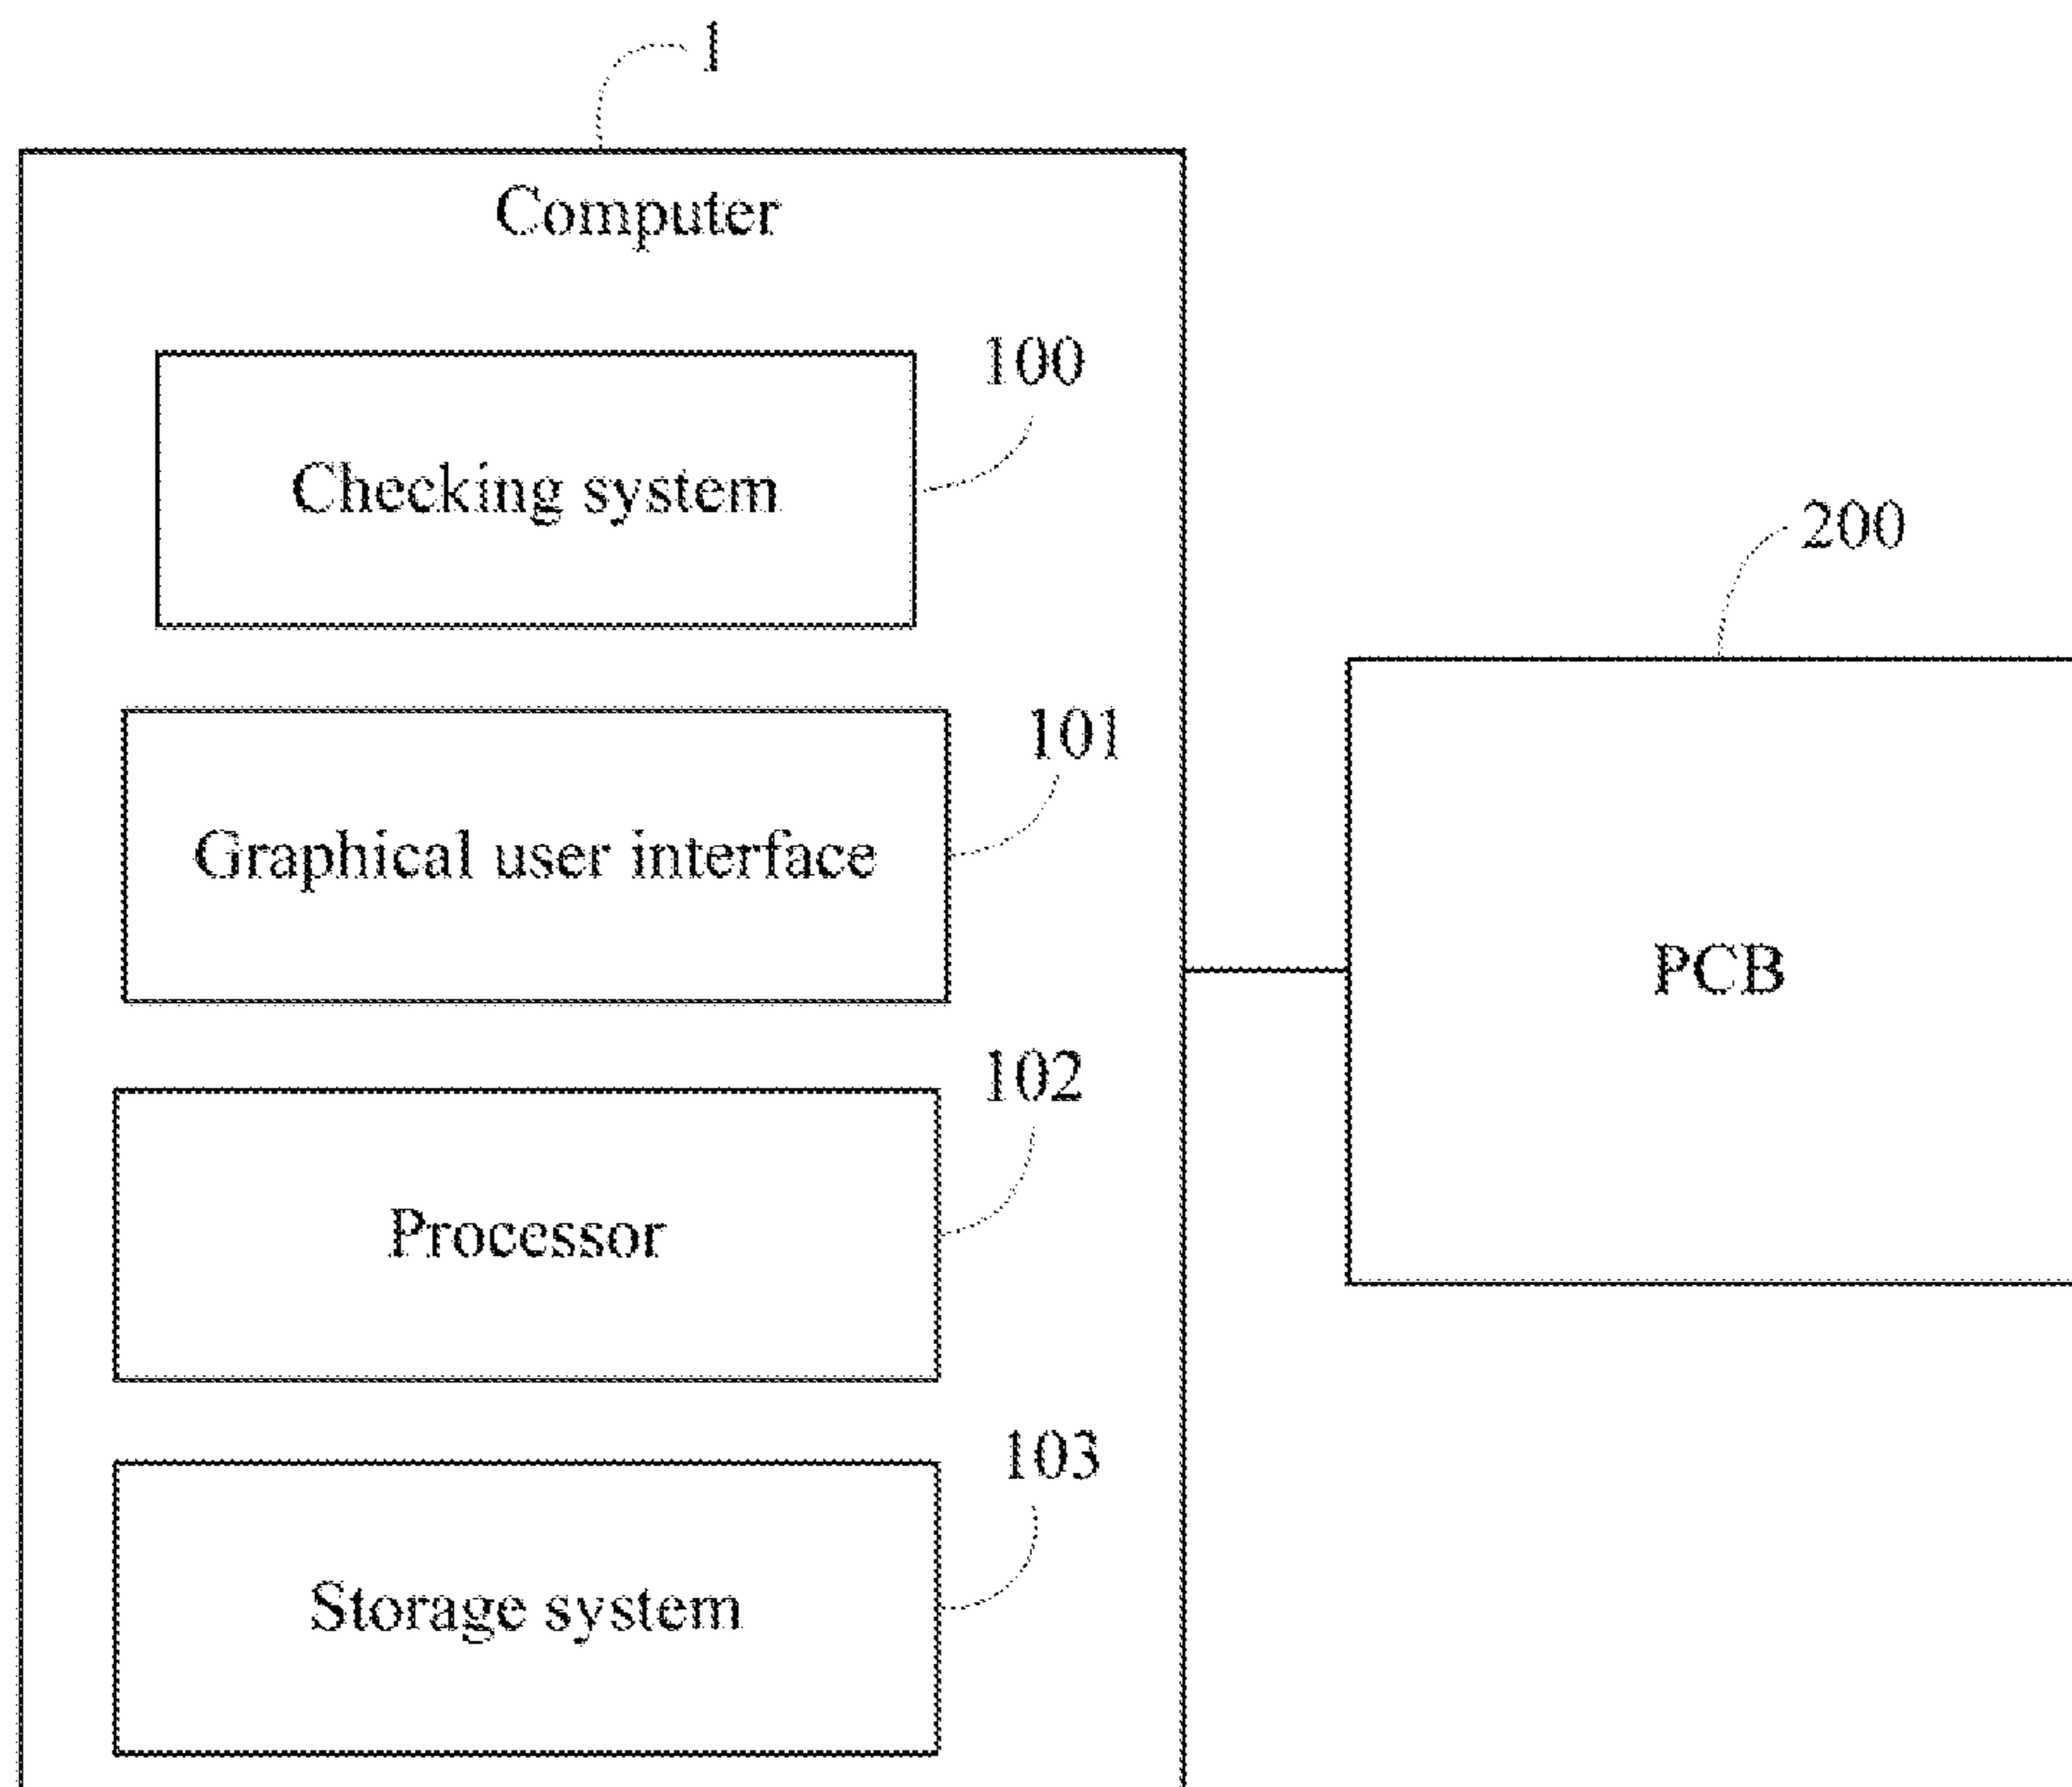 1
Computer
100
Checking system
200
101
Graphical user interface
PCB
102
Processor
103
Storage system